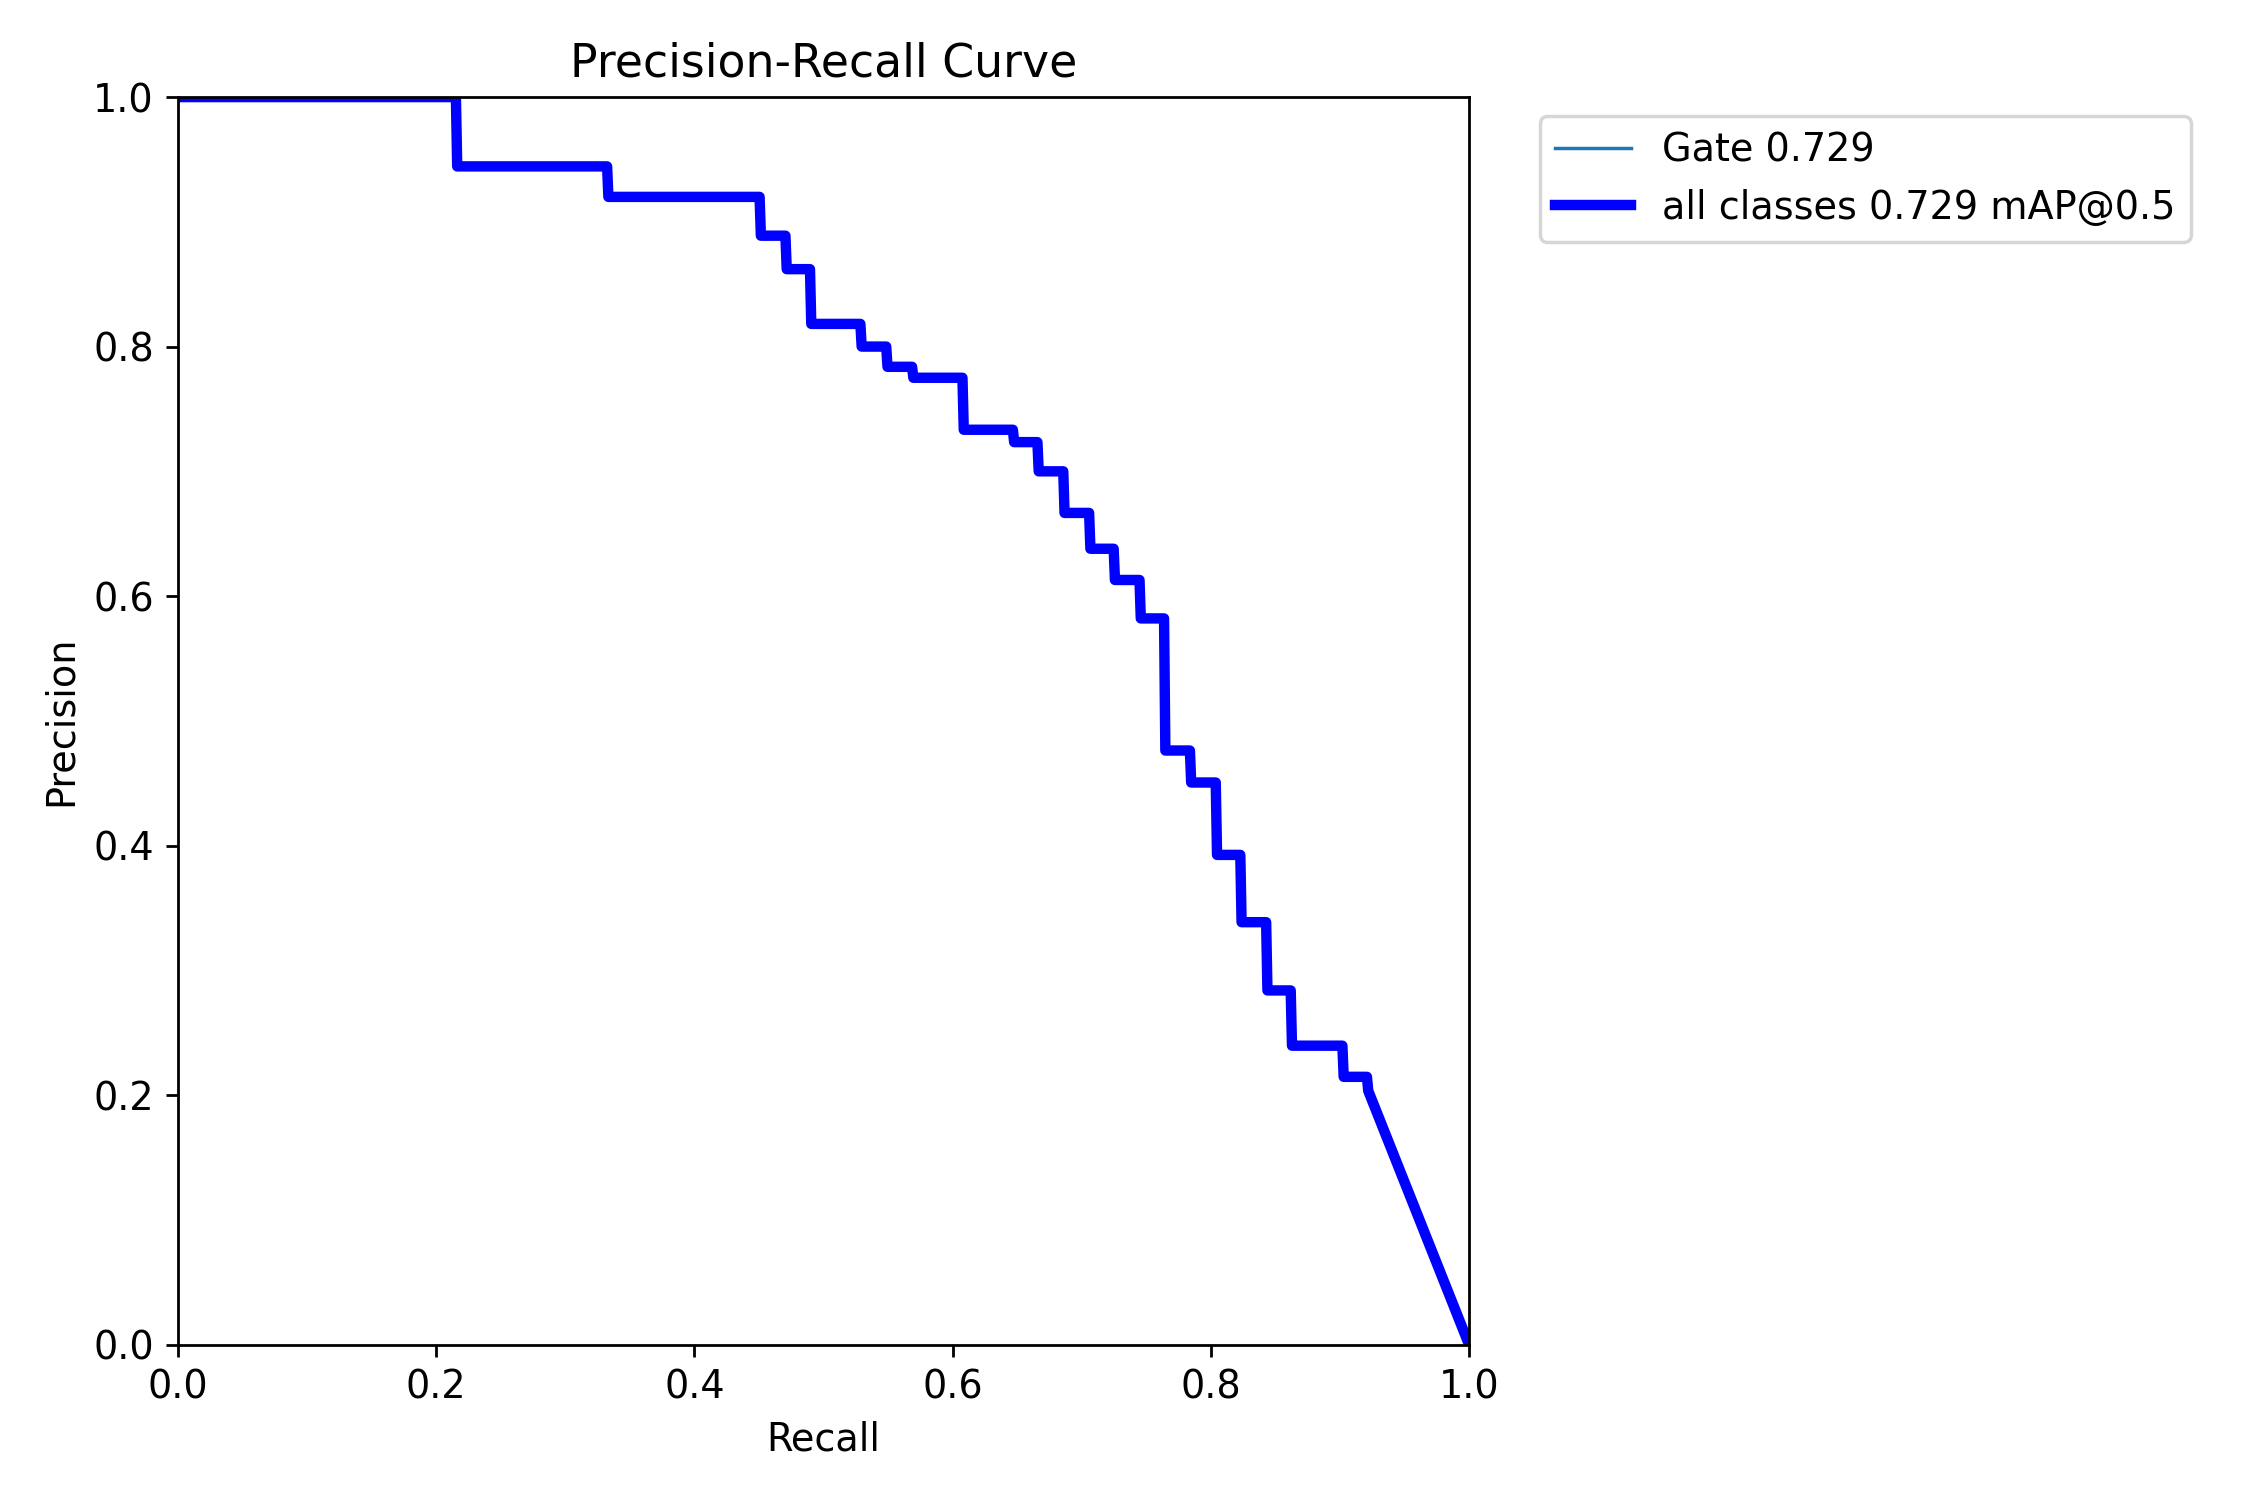 Precision-Recall Curve
Gate 0.729
all classes 0.729 mAP@0.5
1.0
0.8
0.6
0.4
0.2
0.0
Precision
0.0 0.2 0.4 0.6 0.8 1.0
Recall